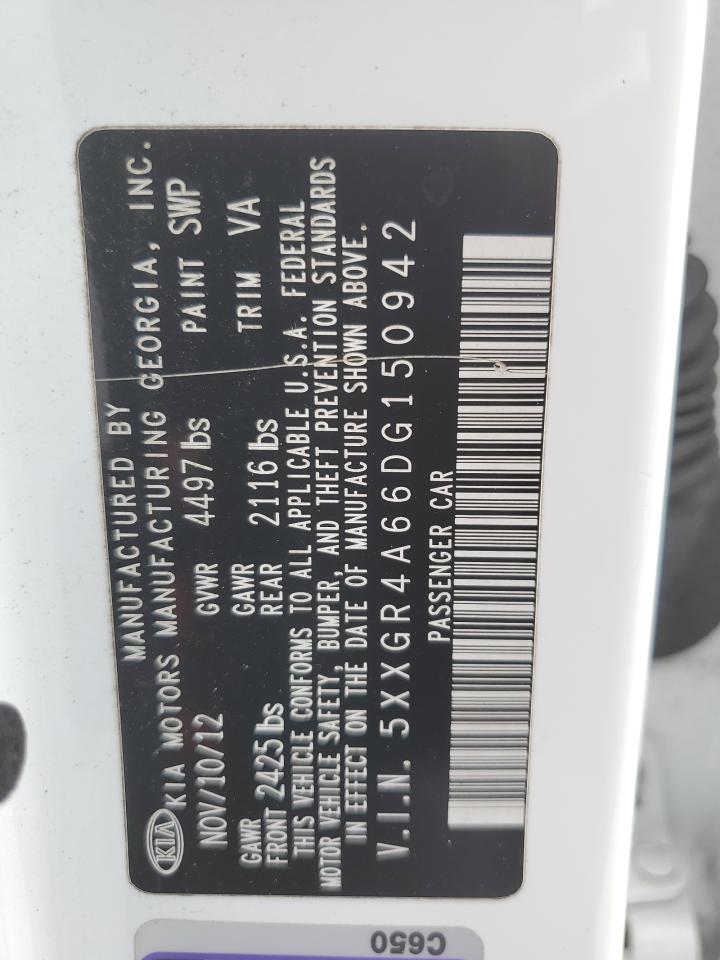 MANUFACTURED BY
KIA KIA MOTORS MANUFACTURING GEORGIA, INC.
NOV/10/12 GVWR 4497 lbs PAINT SWP
GAWR FRONT 2425 lbs GAWR REAR 2116 lbs TRIM VA
THIS VEHICLE CONFORMS TO ALL APPLICABLE U.S.A. FEDERAL
MOTOR VEHICLE SAFETY, BUMPER, AND THEFT PREVENTION STANDARDS
IN EFFECT ON THE DATE OF MANUFACTURE SHOWN ABOVE.
V.I.N. 5XXGR4A66DG150942
PASSENGER CAR
C650